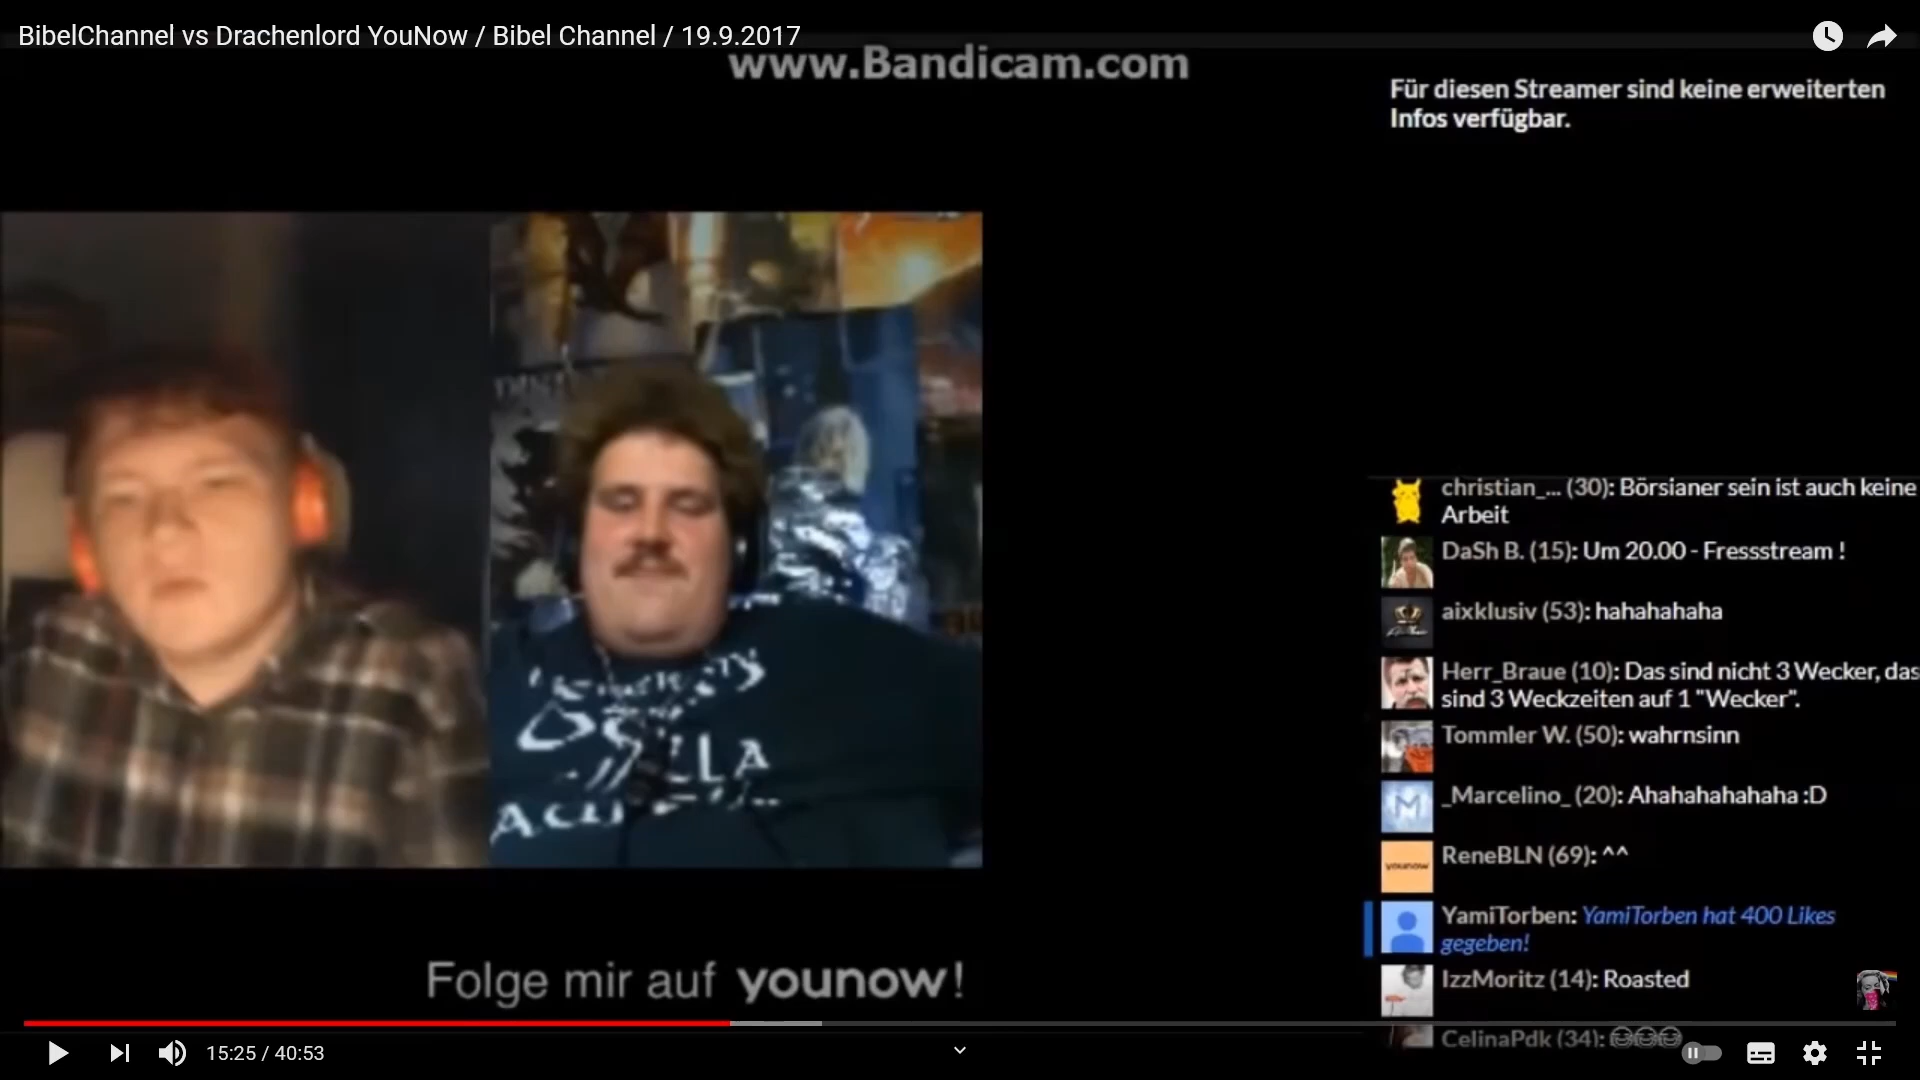 BibelChannel vs Drachenlord YouNow / Bibel Channel / 19.9.2017
www.Bandicam.com
Für diesen Streamer sind keine erweiterten
Infos verfügbar.
christian_... (30): Börsianer sein ist auch keine
Arbeit
DaSh B. (15): Um 20.00 - Fressstream !
aixklusiv (53): hahahahaha
Herr_Braue (10): Das sind nicht 3 Wecker, das
sind 3 Weckzeiten auf 1 "Wecker".
Tommler W. (50): wahrnsinn
_Marcelino_ (20): Ahahahahahaha :D
younow
ReneBLN (69): ^^
YamiTorben: YamiTorben hat 400 Likes
gegeben!
IzzMoritz (14): Roasted
CelinaPdk (34): 😂😂😂
Folge mir auf younow!
15:25 / 40:53